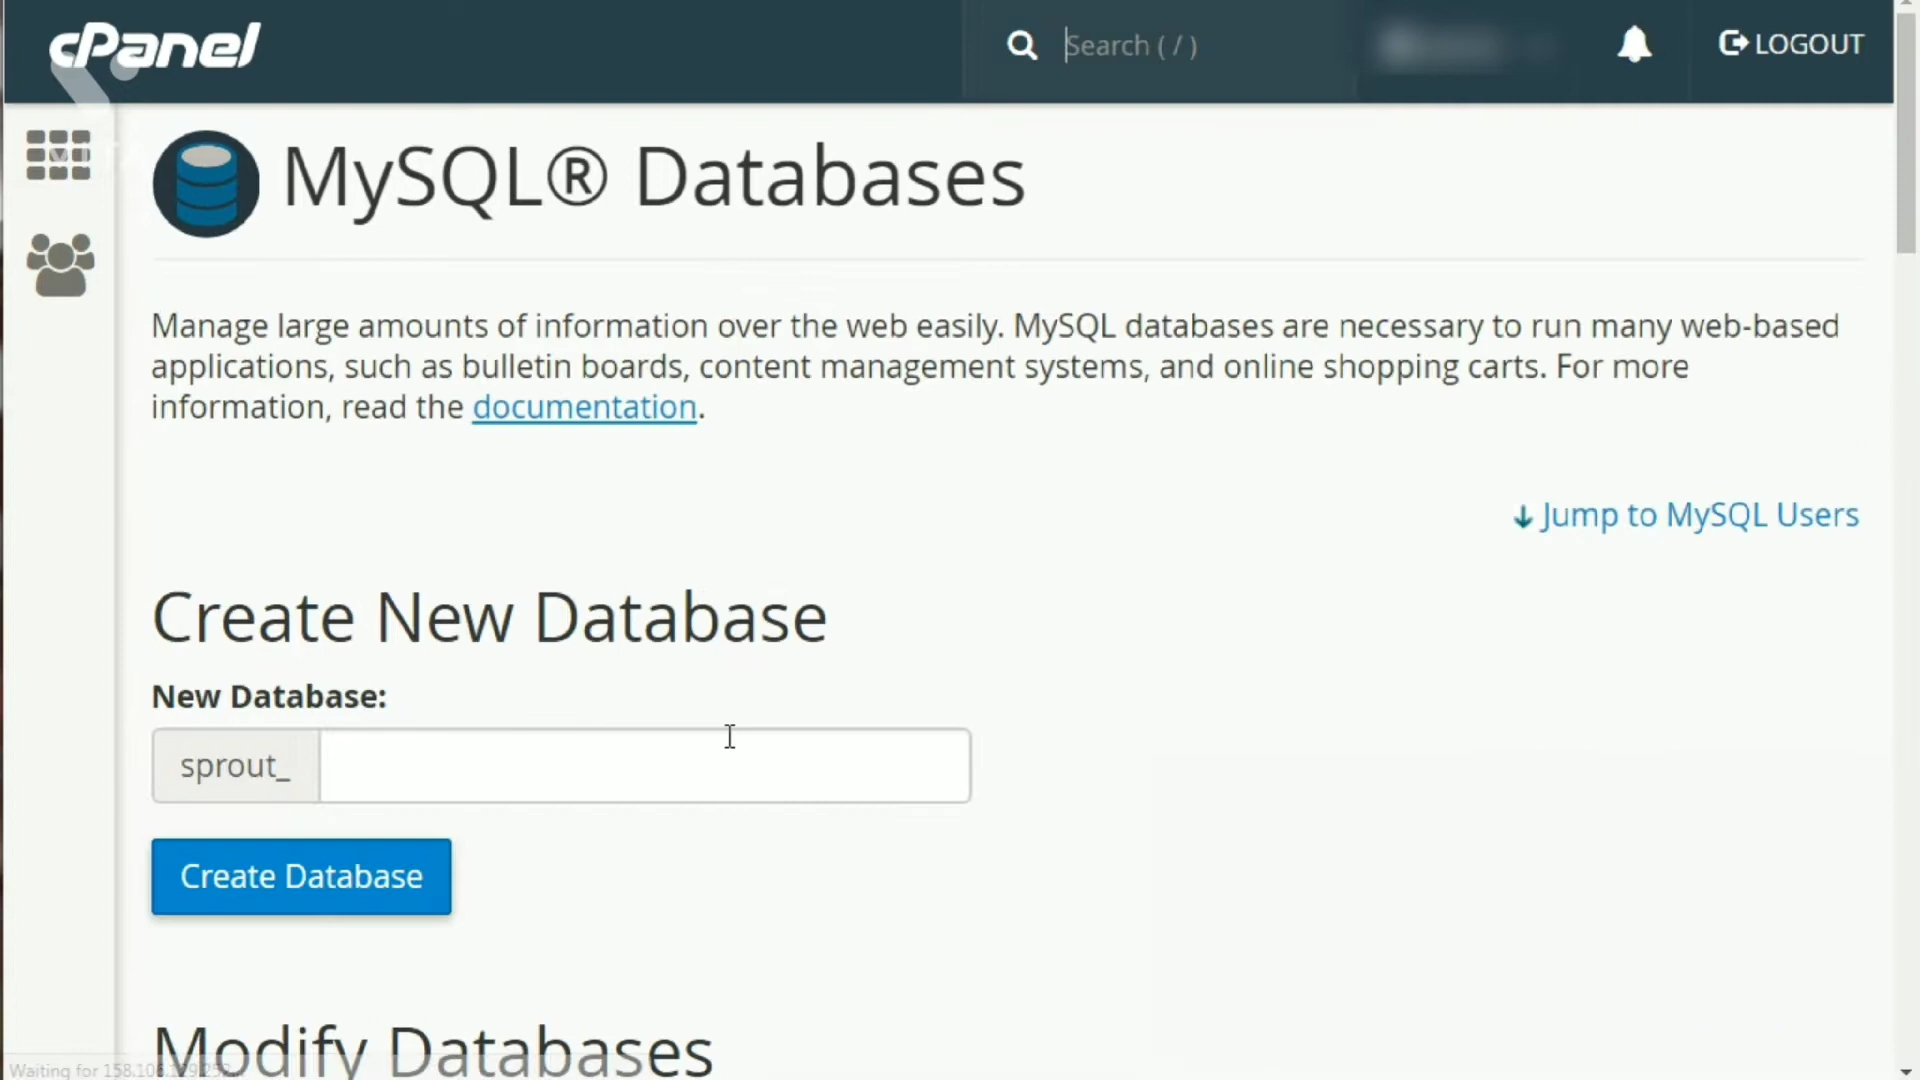 cPanel
Search ( / )
LOGOUT
MySQL® Databases
Manage large amounts of information over the web easily. MySQL databases are necessary to run many web-based
applications, such as bulletin boards, content management systems, and online shopping carts. For more
information, read the documentation.
Jump to MySQL Users
Create New Database
New Database:
sprout_
Create Database
Modify Databases
Waiting for